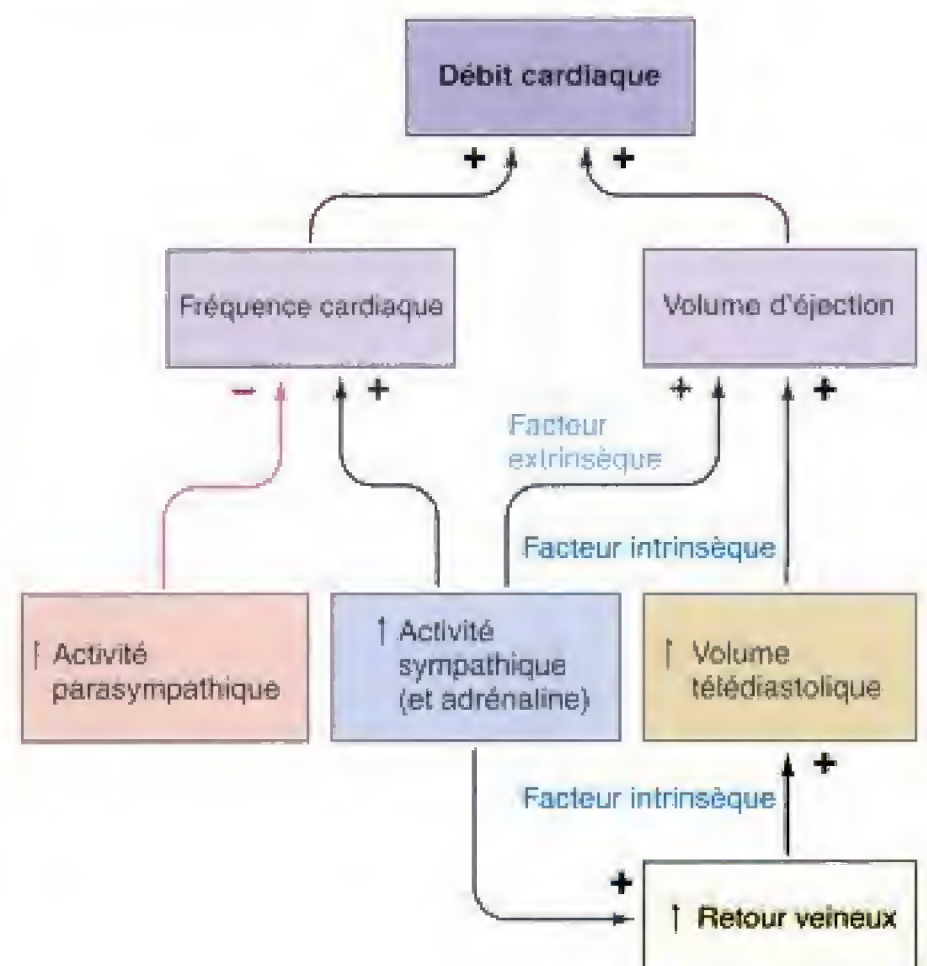 Débit cardiaque
+ +
Fréquence cardiaque
Volume d'éjection
− + + +
Facteur
extrinsèque
Facteur intrinsèque
↑ Activité
parasympathique
↑ Activité
sympathique
(et adrénaline)
↑ Volume
télédiastolique
+
Facteur intrinsèque
+
↑ Retour veineux